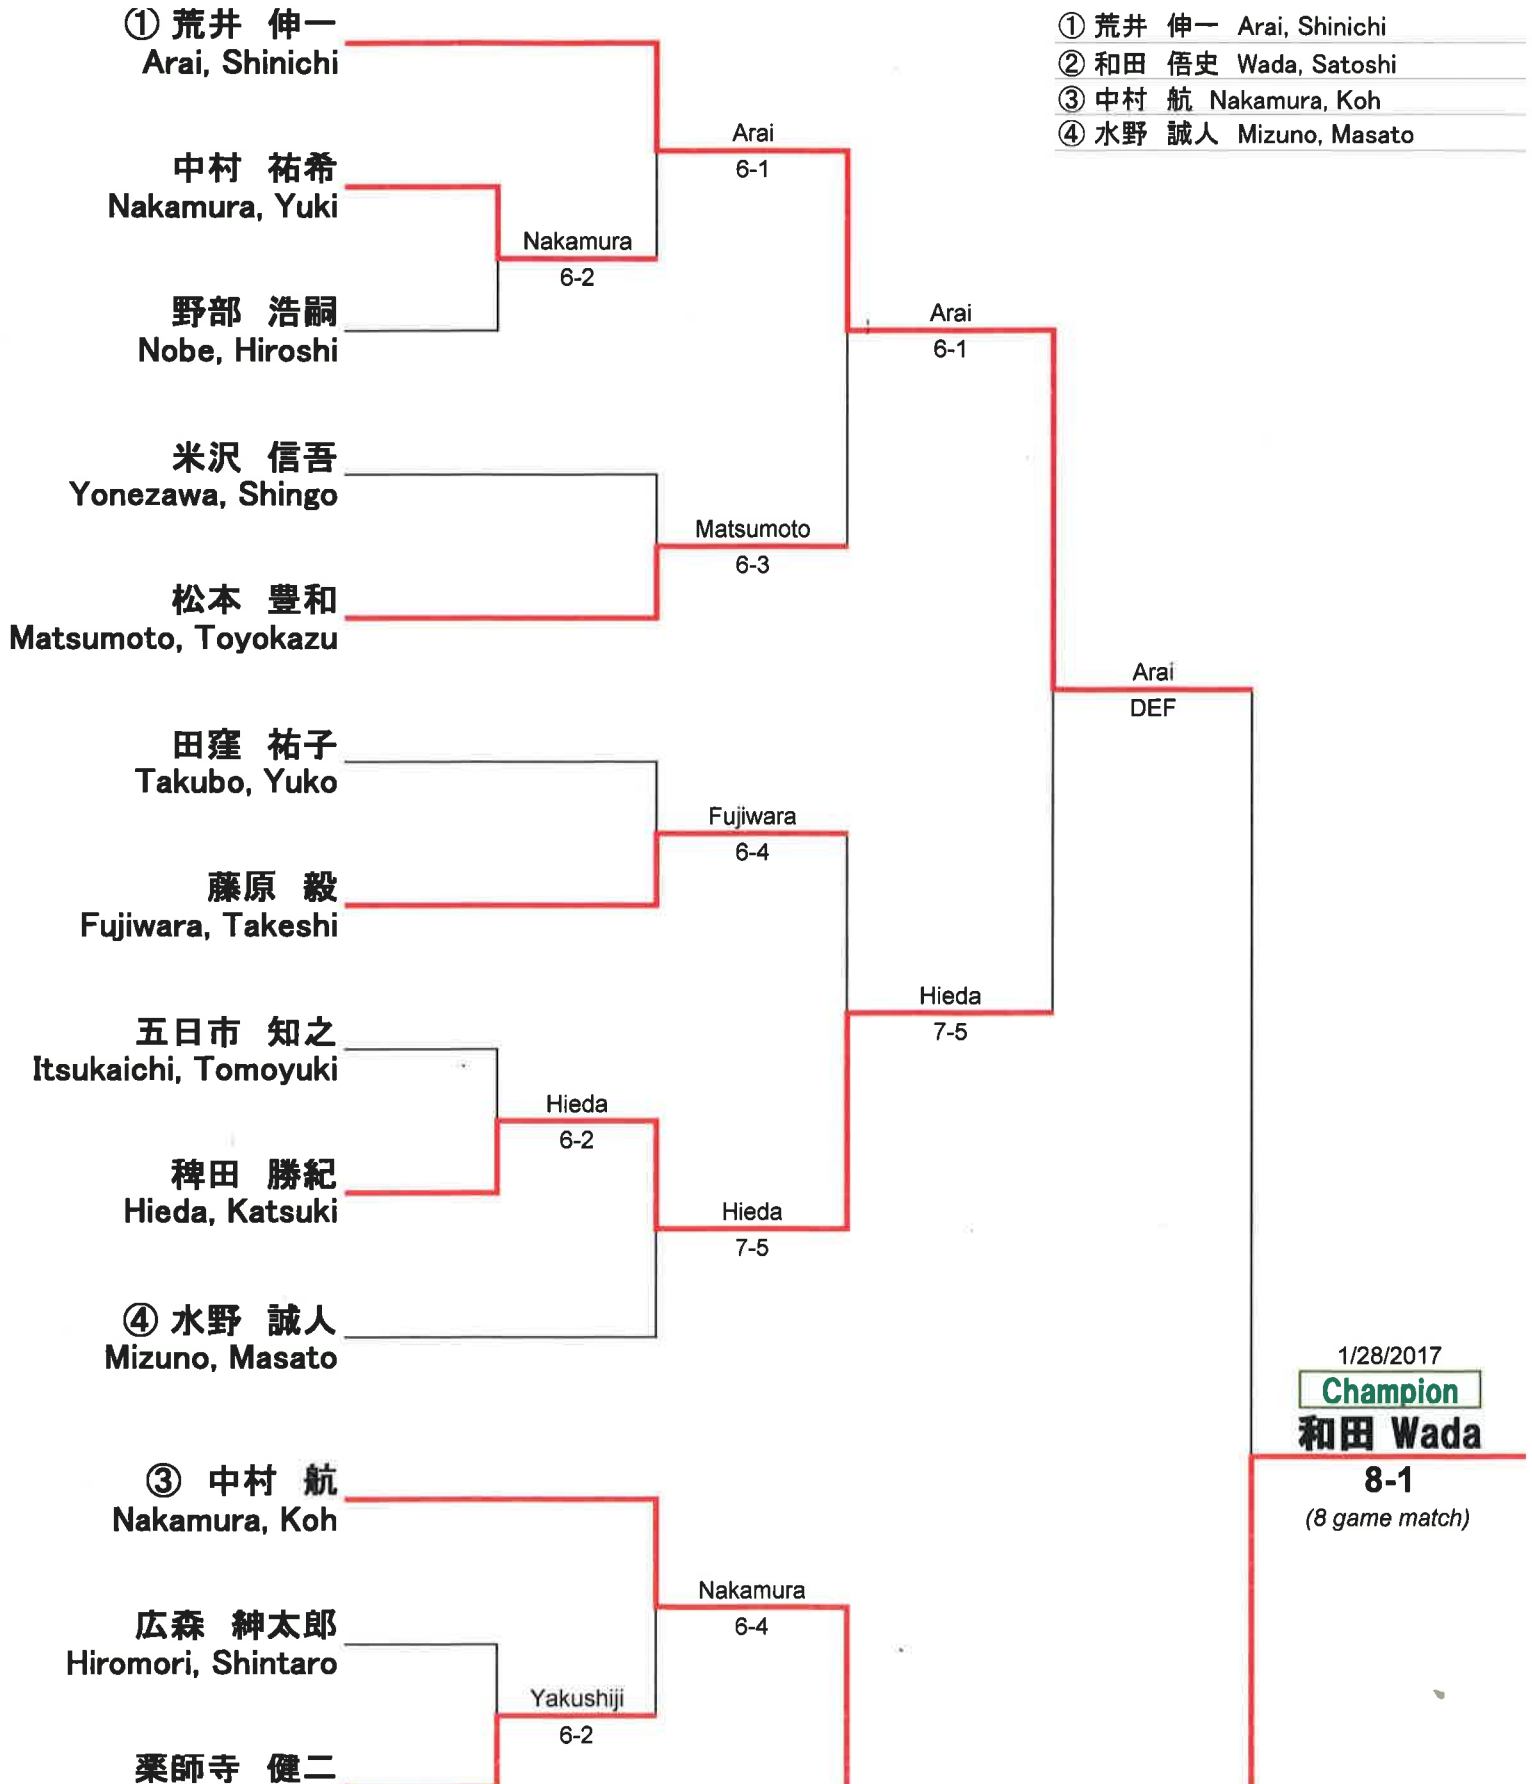 ① 荒井 伸一
Arai, Shinichi
① 荒井 伸一 Arai, Shinichi
② 和田 悟史 Wada, Satoshi
③ 中村 航 Nakamura, Koh
④ 水野 誠人 Mizuno, Masato
Arai
6-1
中村 祐希
Nakamura, Yuki
Nakamura
6-2
野部 浩嗣
Nobe, Hiroshi
Arai
6-1
米沢 信吾
Yonezawa, Shingo
Matsumoto
6-3
松本 豊和
Matsumoto, Toyokazu
Arai
DEF
田窪 祐子
Takubo, Yuko
Fujiwara
6-4
藤原 毅
Fujiwara, Takeshi
Hieda
7-5
五日市 知之
Itsukaichi, Tomoyuki
Hieda
6-2
稗田 勝紀
Hieda, Katsuki
Hieda
7-5
④ 水野 誠人
Mizuno, Masato
1/28/2017
Champion
和田 Wada
8-1
(8 game match)
③ 中村 航
Nakamura, Koh
Nakamura
6-4
広森 紳太郎
Hiromori, Shintaro
Yakushiji
6-2
薬師寺 健二